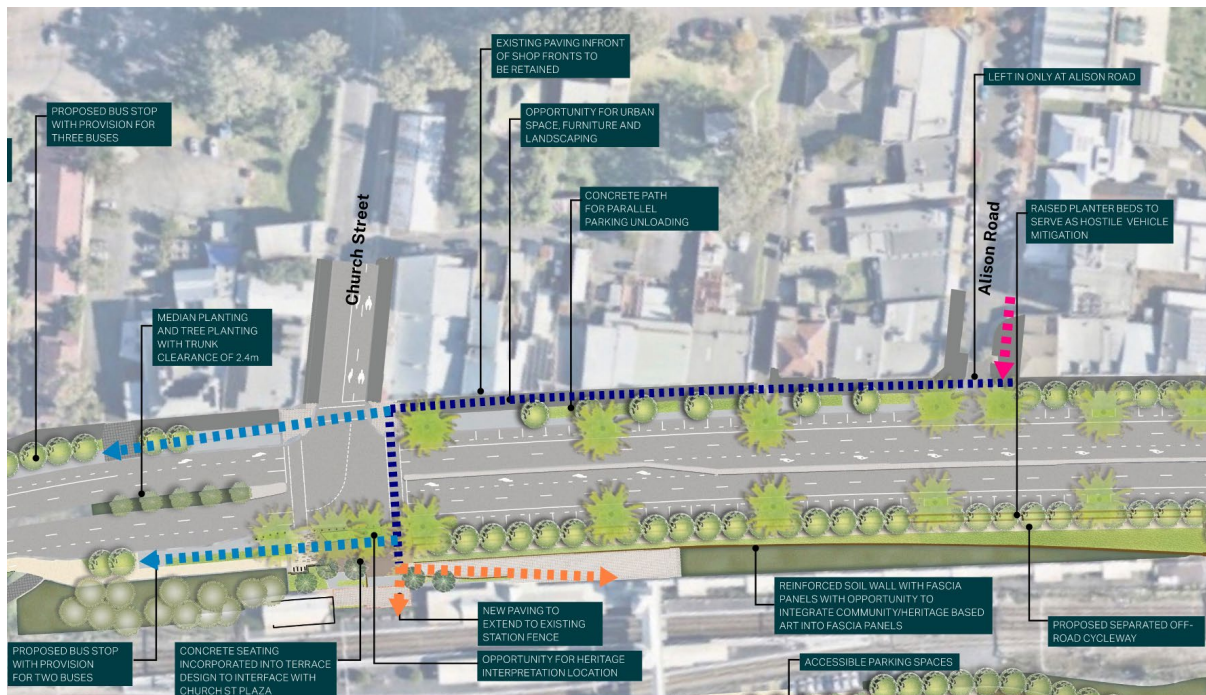 EXISTING PAVING INFRONT
OF SHOP FRONTS TO
BE RETAINED
LEFT IN ONLY AT ALISON ROAD
PROPOSED BUS STOP
WITH PROVISION FOR
THREE BUSES
OPPORTUNITY FOR URBAN
SPACE, FURNITURE AND
LANDSCAPING
CONCRETE PATH
FOR PARALLEL
PARKING UNLOADING
RAISED PLANTER BEDS TO
SERVE AS HOSTILE VEHICLE
MITIGATION
Church Street
Alison Road
MEDIAN PLANTING
AND TREE PLANTING
WITH TRUNK
CLEARANCE OF 2.4m
REINFORCED SOIL WALL WITH FASCIA
PANELS WITH OPPORTUNITY TO
INTEGRATE COMMUNITY/HERITAGE BASED
ART INTO FASCIA PANELS
NEW PAVING TO
EXTEND TO EXISTING
STATION FENCE
PROPOSED SEPARATED OFF-
ROAD CYCLEWAY
PROPOSED BUS STOP
WITH PROVISION
FOR TWO BUSES
CONCRETE SEATING
INCORPORATED INTO TERRACE
DESIGN TO INTERFACE WITH
CHURCH ST PLAZA
OPPORTUNITY FOR HERITAGE
INTERPRETATION LOCATION
ACCESSIBLE PARKING SPACES